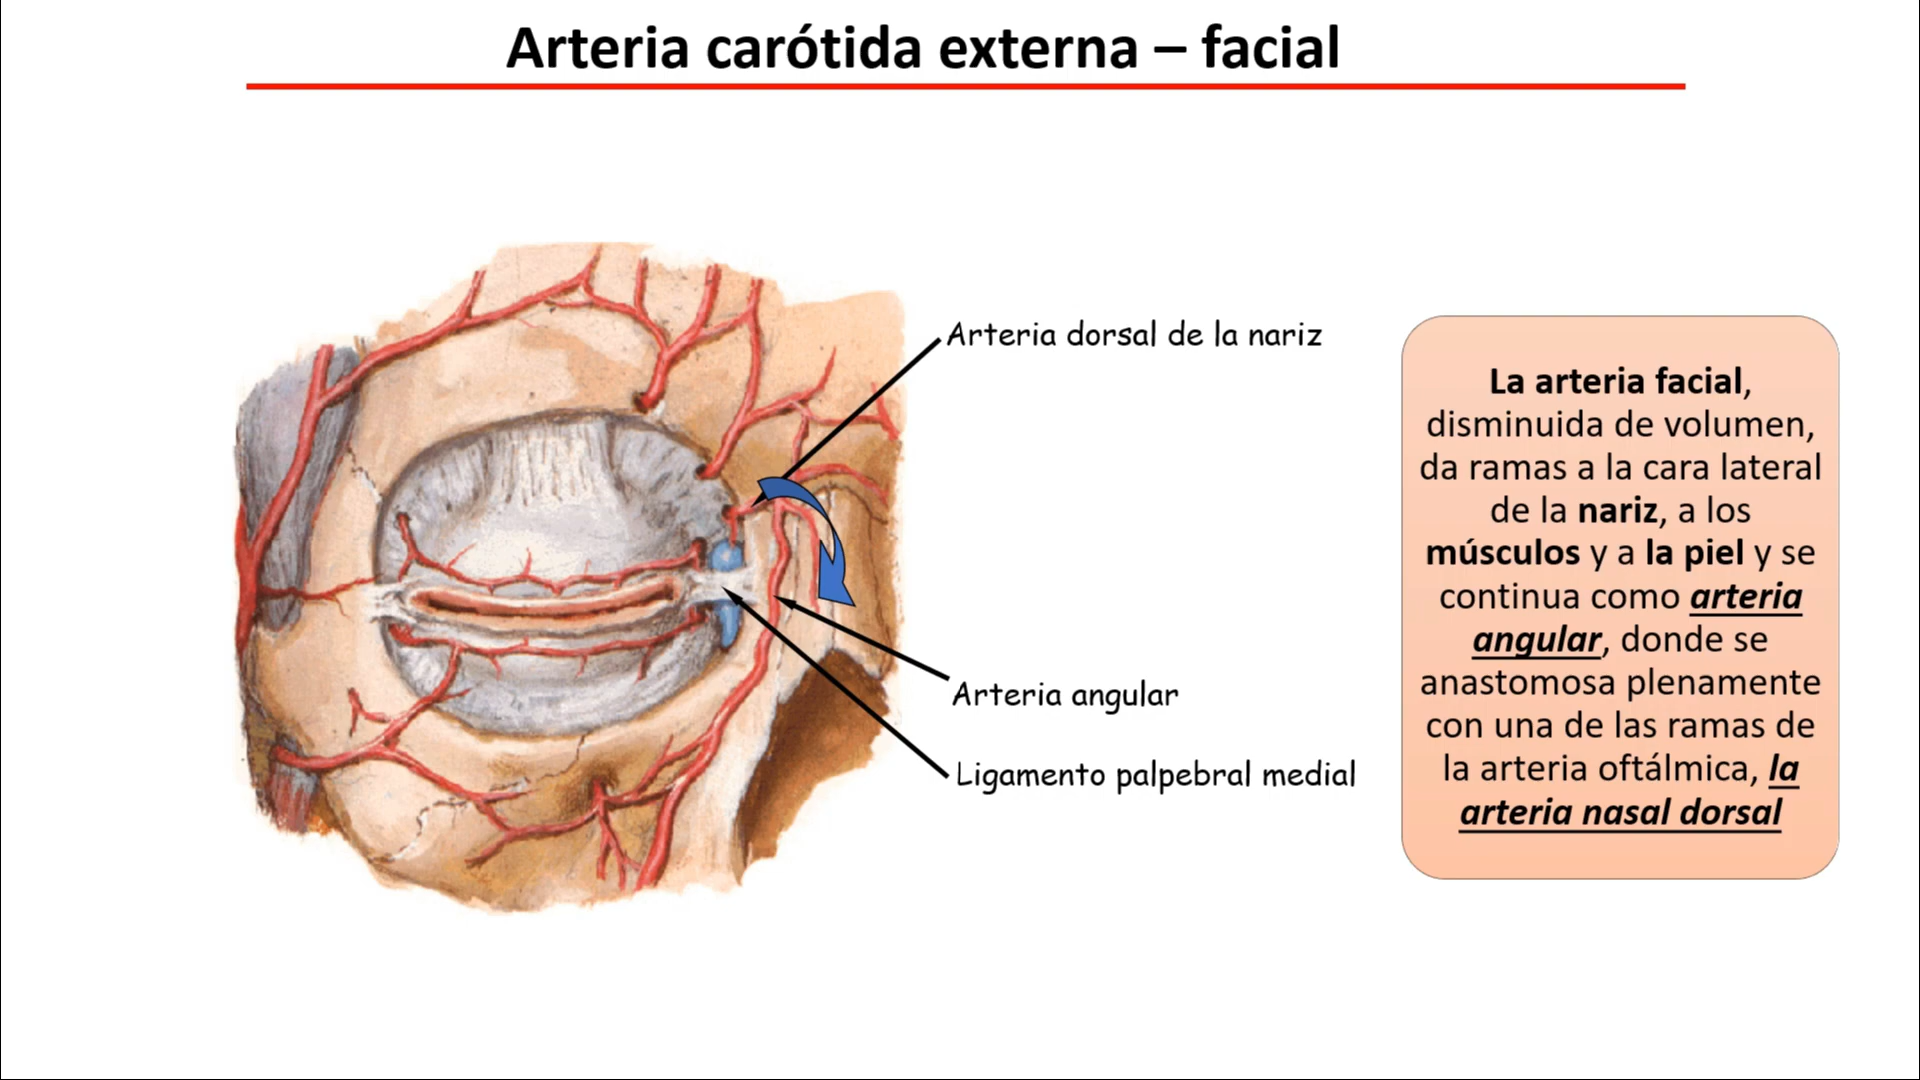 Arteria carótida externa – facial
Arteria dorsal de la nariz
Arteria angular
Ligamento palpebral medial
La arteria facial,
disminuida de volumen,
da ramas a la cara lateral
de la nariz, a los
músculos y a la piel y se
continua como arteria
angular, donde se
anastomosa plenamente
con una de las ramas de
la arteria oftálmica, la
arteria nasal dorsal